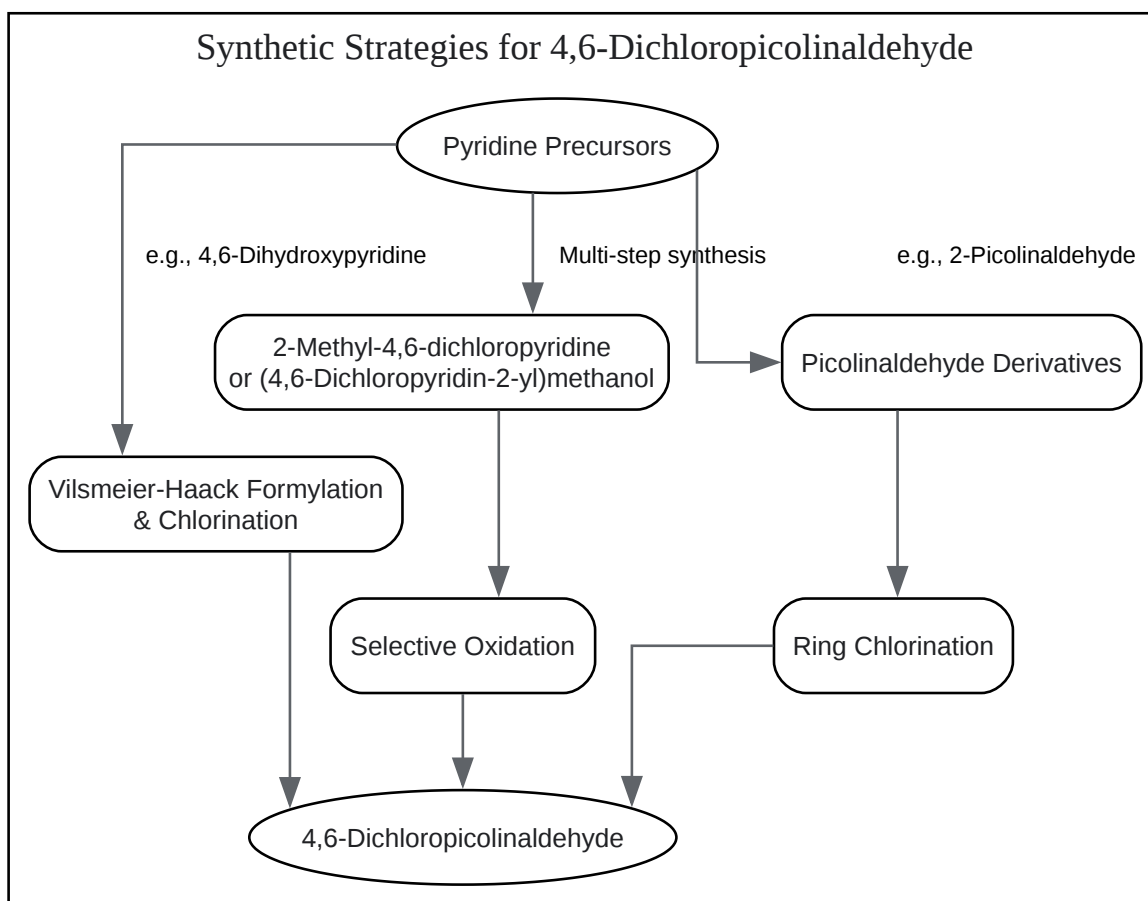 Synthetic Strategies for 4,6-Dichloropicolinaldehyde
Pyridine Precursors
e.g., 4,6-Dihydroxypyridine
Multi-step synthesis
e.g., 2-Picolinaldehyde
2-Methyl-4,6-dichloropyridine
or (4,6-Dichloropyridin-2-yl)methanol
Picolinaldehyde Derivatives
Vilsmeier-Haack Formylation
& Chlorination
Selective Oxidation
Ring Chlorination
4,6-Dichloropicolinaldehyde